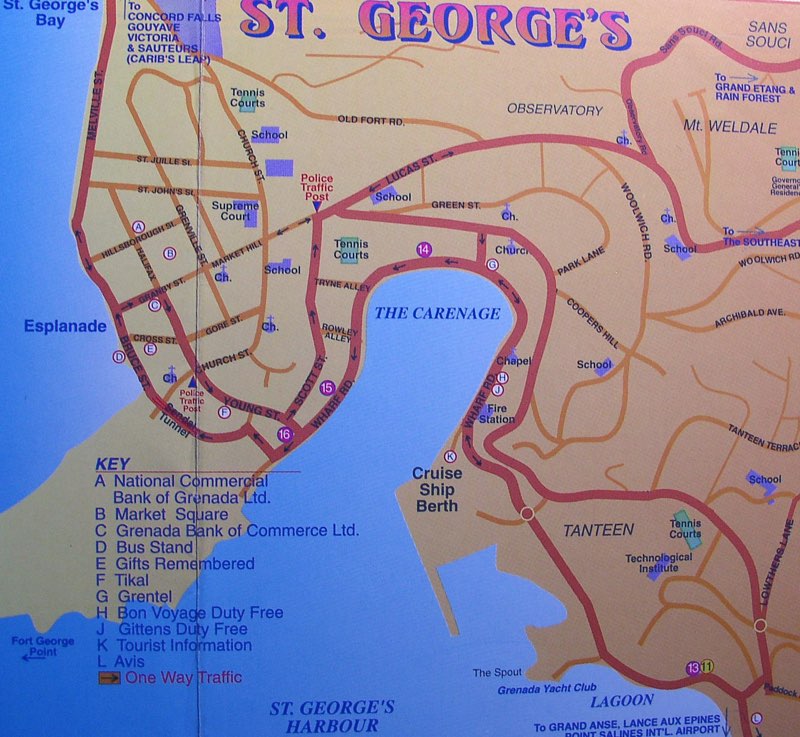 St. George's
Bay
To
CONCORD FALLS
GOUYAVE
VICTORIA
& SAUTEURS
(CARIB'S LEAP)
ST. GEORGE'S
SANS
SOUCI
Sans Souci Rd.
To
GRAND ETANG &
RAIN FOREST
MELVILLE ST.
Tennis
Courts
OLD FORT RD.
OBSERVATORY
Observatory Rd.
Mt. WELDALE
CHURCH ST.
School
Ch.
ST. JUILLE St.
Police
Traffic
Post
LUCAS ST.
ST. JOHN'S St.
School
Supreme
Court
GREEN ST.
Ch.
WOOLWICH RD.
Ch.
School
To
The SOUTHEAST
WOOLWICH RD
A
HILLSBOROUGH ST.
GRENVILLE ST.
B
HALIFAX
MARKET HILL
Tennis
Courts
14
Church
G
PARK LANE
Ch.
School
TRYNE ALLEY
GRANBY ST.
C
Esplanade
THE CARENAGE
COOPERS HILL
ARCHIBALD AVE.
ROWLEY
ALLEY
GORE ST.
Ch.
CROSS ST.
E
D
BRUCE ST.
CHURCH ST.
Ch
Police
Traffic
Post
SCOTT ST.
Chapel
School
H
J
WHARF RD.
Fire
Station
YOUNG ST.
F
15
WHARF RD.
16
Sendall
Tunnel
TANTEEN TERRACE
K
Cruise
Ship
Berth
School
KEY
A National Commercial
Bank of Grenada Ltd.
B Market Square
C Grenada Bank of Commerce Ltd.
D Bus Stand
E Gifts Remembered
F Tikal
G Grentel
H Bon Voyage Duty Free
J Gittens Duty Free
K Tourist Information
L Avis
One Way Traffic
TANTEEN
Tennis
Courts
Technological
Institute
LOWTHERS LANE
Fort George
Point
The Spout
Grenada Yacht Club
13
11
Paddock
LAGOON
L
ST. GEORGE'S
HARBOUR
To GRAND ANSE, LANCE AUX EPINES
POINT SALINES INT'L. AIRPORT